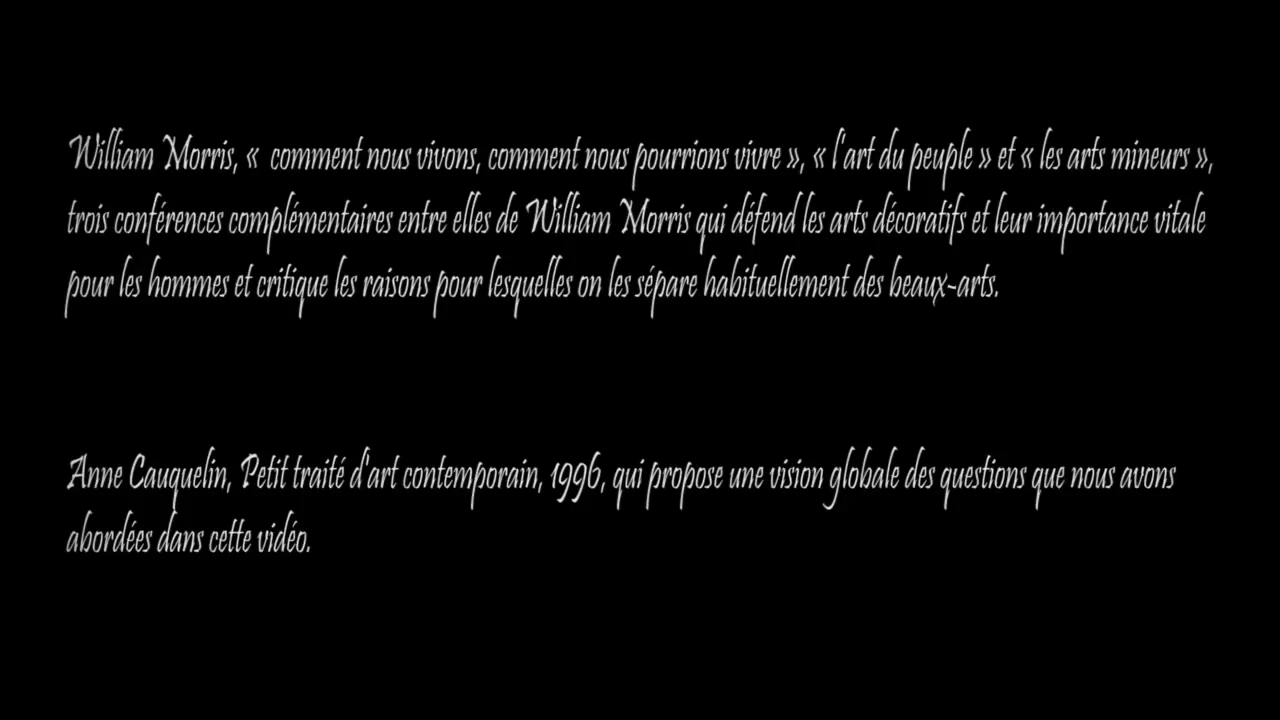 William Morris, «  comment nous vivons, comment nous pourrions vivre », « l'art du peuple » et « les arts mineurs »,
trois conférences complémentaires entre elles de William Morris qui défend les arts décoratifs et leur importance vitale
pour les hommes et critique les raisons pour lesquelles on les sépare habituellement des beaux-arts.
Anne Cauquelin, Petit traité d'art contemporain, 1996, qui propose une vision globale des questions que nous avons
abordées dans cette vidéo.